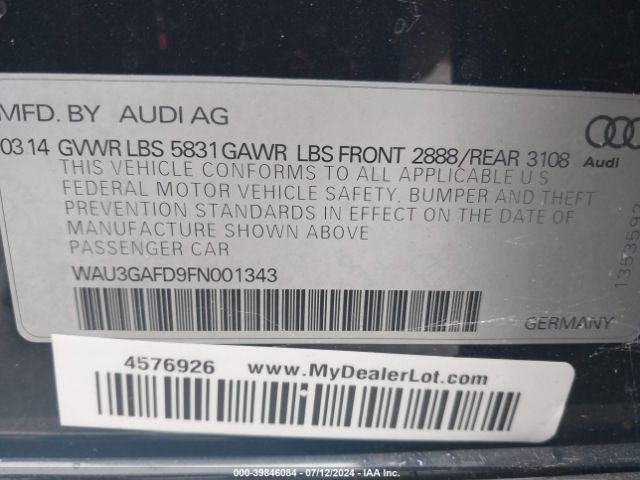 MFD. BY AUDI AG
0314 GVWR LBS 5831 GAWR LBS FRONT 2888/REAR 3108
Audi
THIS VEHICLE CONFORMS TO ALL APPLICABLE U S
FEDERAL MOTOR VEHICLE SAFETY, BUMPER AND THEFT
PREVENTION STANDARDS IN EFFECT ON THE DATE OF
MANUFACTURE SHOWN ABOVE
PASSENGER CAR
WAU3GAFD9FN001343
GERMANY
4576926 www.MyDealerLot.com
000-39846084 - 07/12/2024 - IAA Inc.